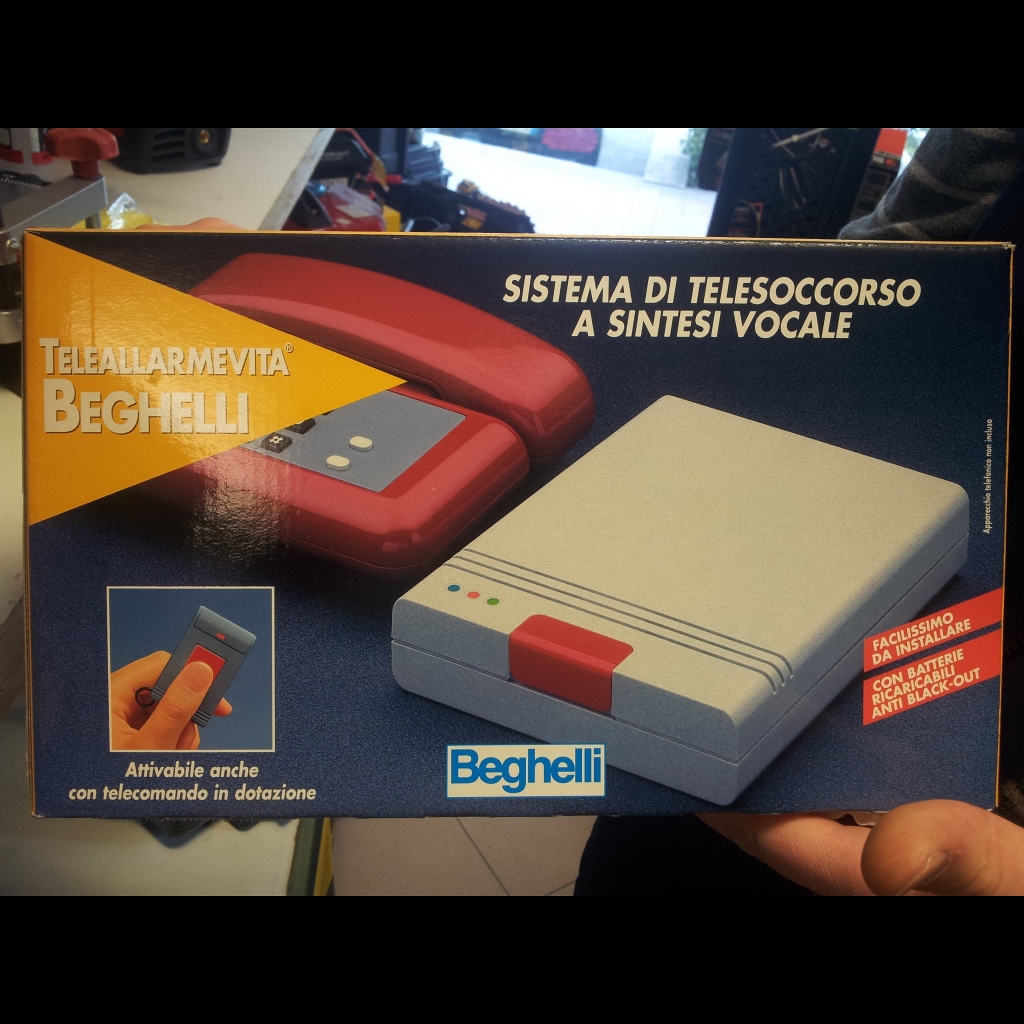 SISTEMA DI TELESOCCORSO
A SINTESI VOCALE
TELEALLARMEVITA®
BEGHELLI
#
Apparecchio telefonico non incluso
FACILISSIMO
DA INSTALLARE
CON BATTERIE
RICARICABILI
ANTI BLACK-OUT
Attivabile anche
con telecomando in dotazione
Beghelli